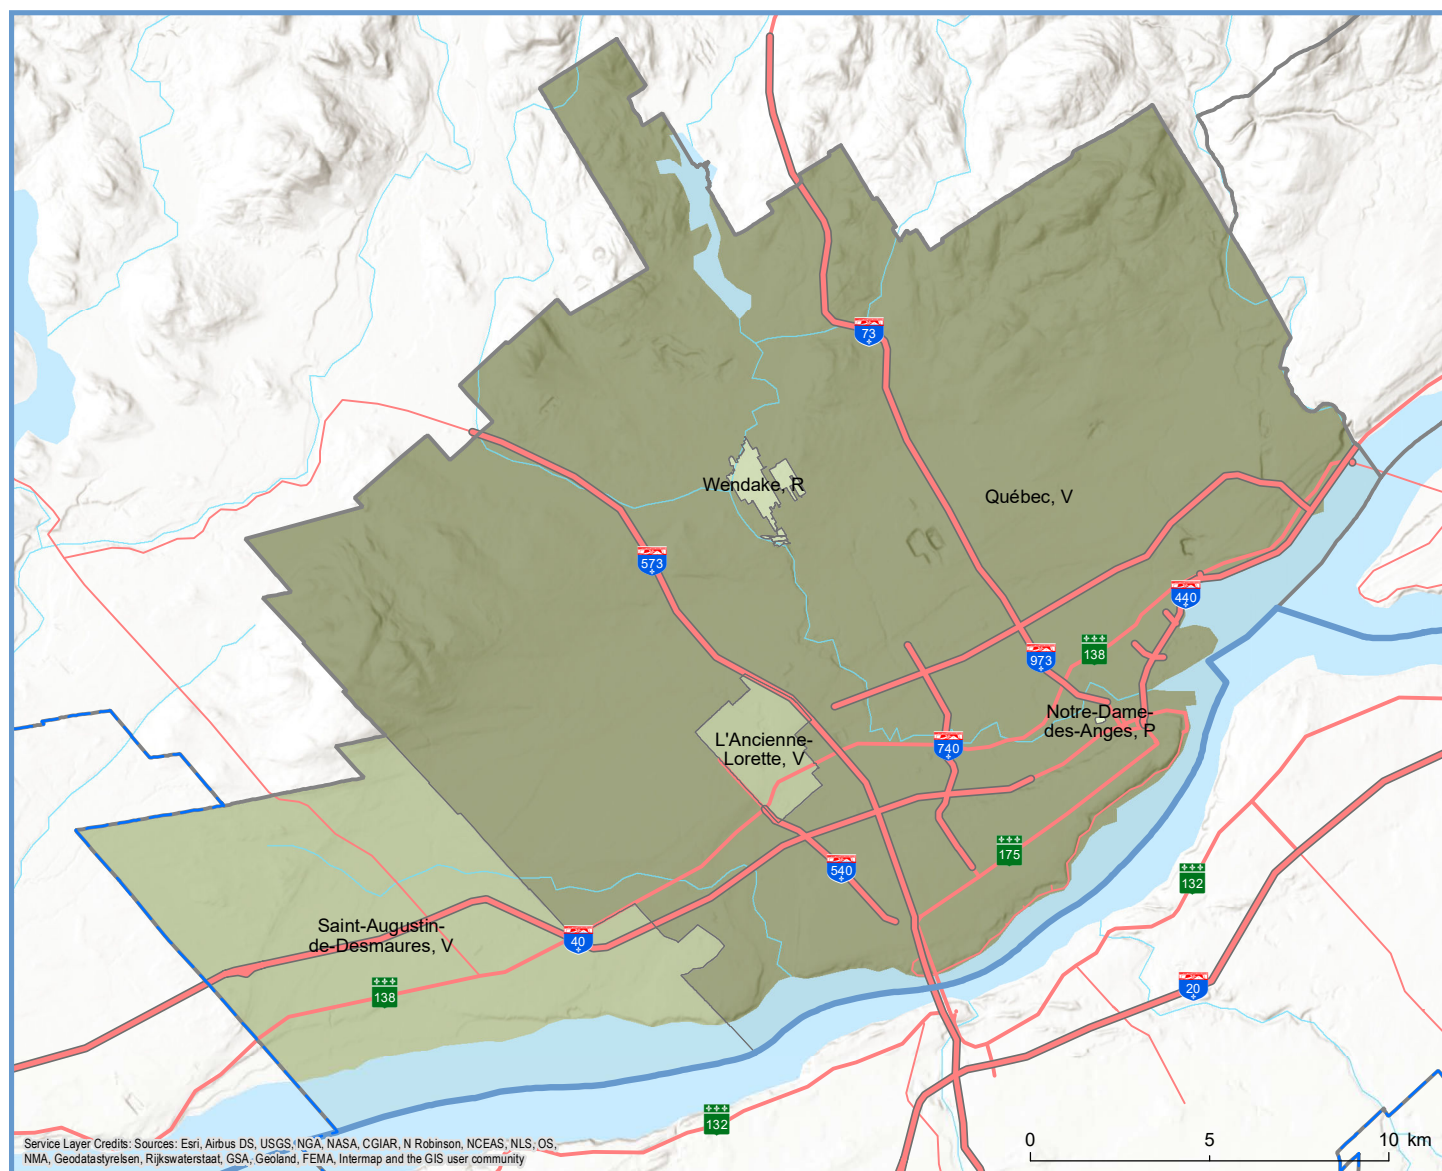 73
Wendake, R
Québec, V
573
440
138
973
Notre-Dame-
des-Anges, P
L'Ancienne-
Lorette, V
740
175
540
132
Saint-Augustin-
de-Desmaures, V
40
138
20
132
0 5 10 km
Service Layer Credits: Sources: Esri, Airbus DS, USGS, NGA, NASA, CGIAR, N Robinson, NCEAS, NLS, OS,
NMA, Geodatastyrelsen, Rijkswaterstaat, GSA, Geoland, FEMA, Intermap and the GIS user community